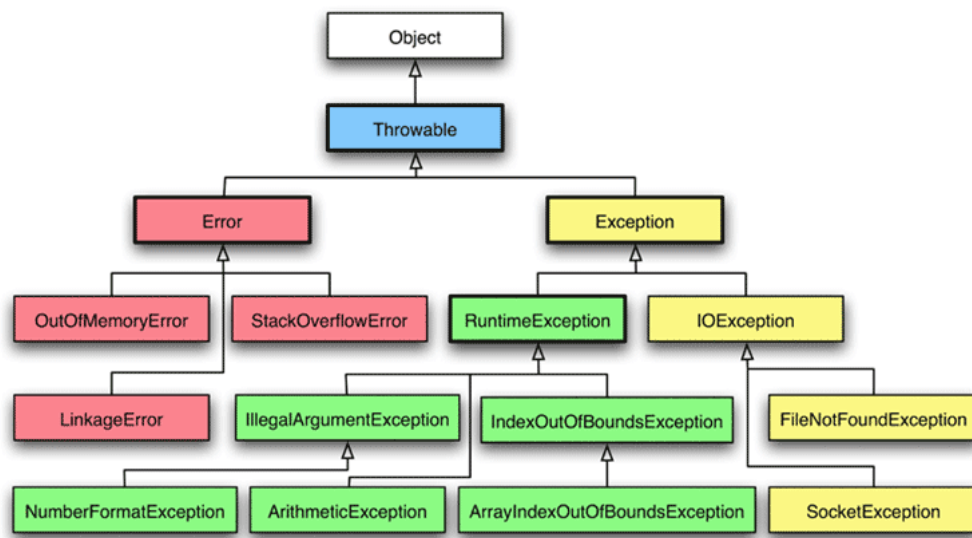 Object
Throwable
Error
Exception
OutOfMemoryError
StackOverflowError
RuntimeException
IOException
LinkageError
IllegalArgumentException
IndexOutOfBoundsException
FileNotFoundException
NumberFormatException
ArithmeticException
ArrayIndexOutOfBoundsException
SocketException